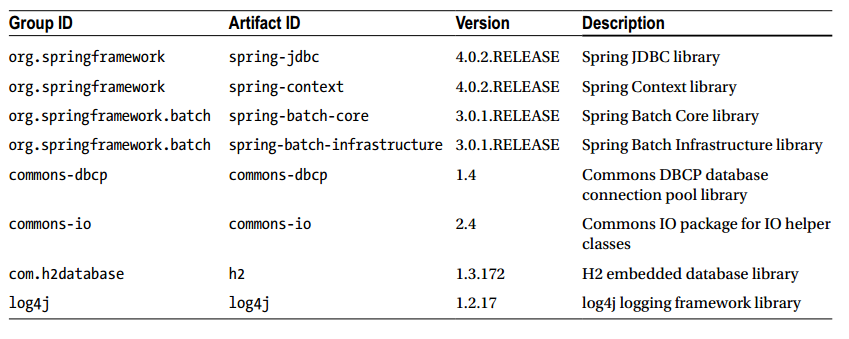 Group ID Artifact ID Version Description
org.springframework spring-jdbc 4.0.2.RELEASE Spring JDBC library
org.springframework spring-context 4.0.2.RELEASE Spring Context library
org.springframework.batch spring-batch-core 3.0.1.RELEASE Spring Batch Core library
org.springframework.batch spring-batch-infrastructure 3.0.1.RELEASE Spring Batch Infrastructure library
commons-dbcp commons-dbcp 1.4 Commons DBCP database
connection pool library
commons-io commons-io 2.4 Commons IO package for IO helper
classes
com.h2database h2 1.3.172 H2 embedded database library
log4j log4j 1.2.17 log4j logging framework library